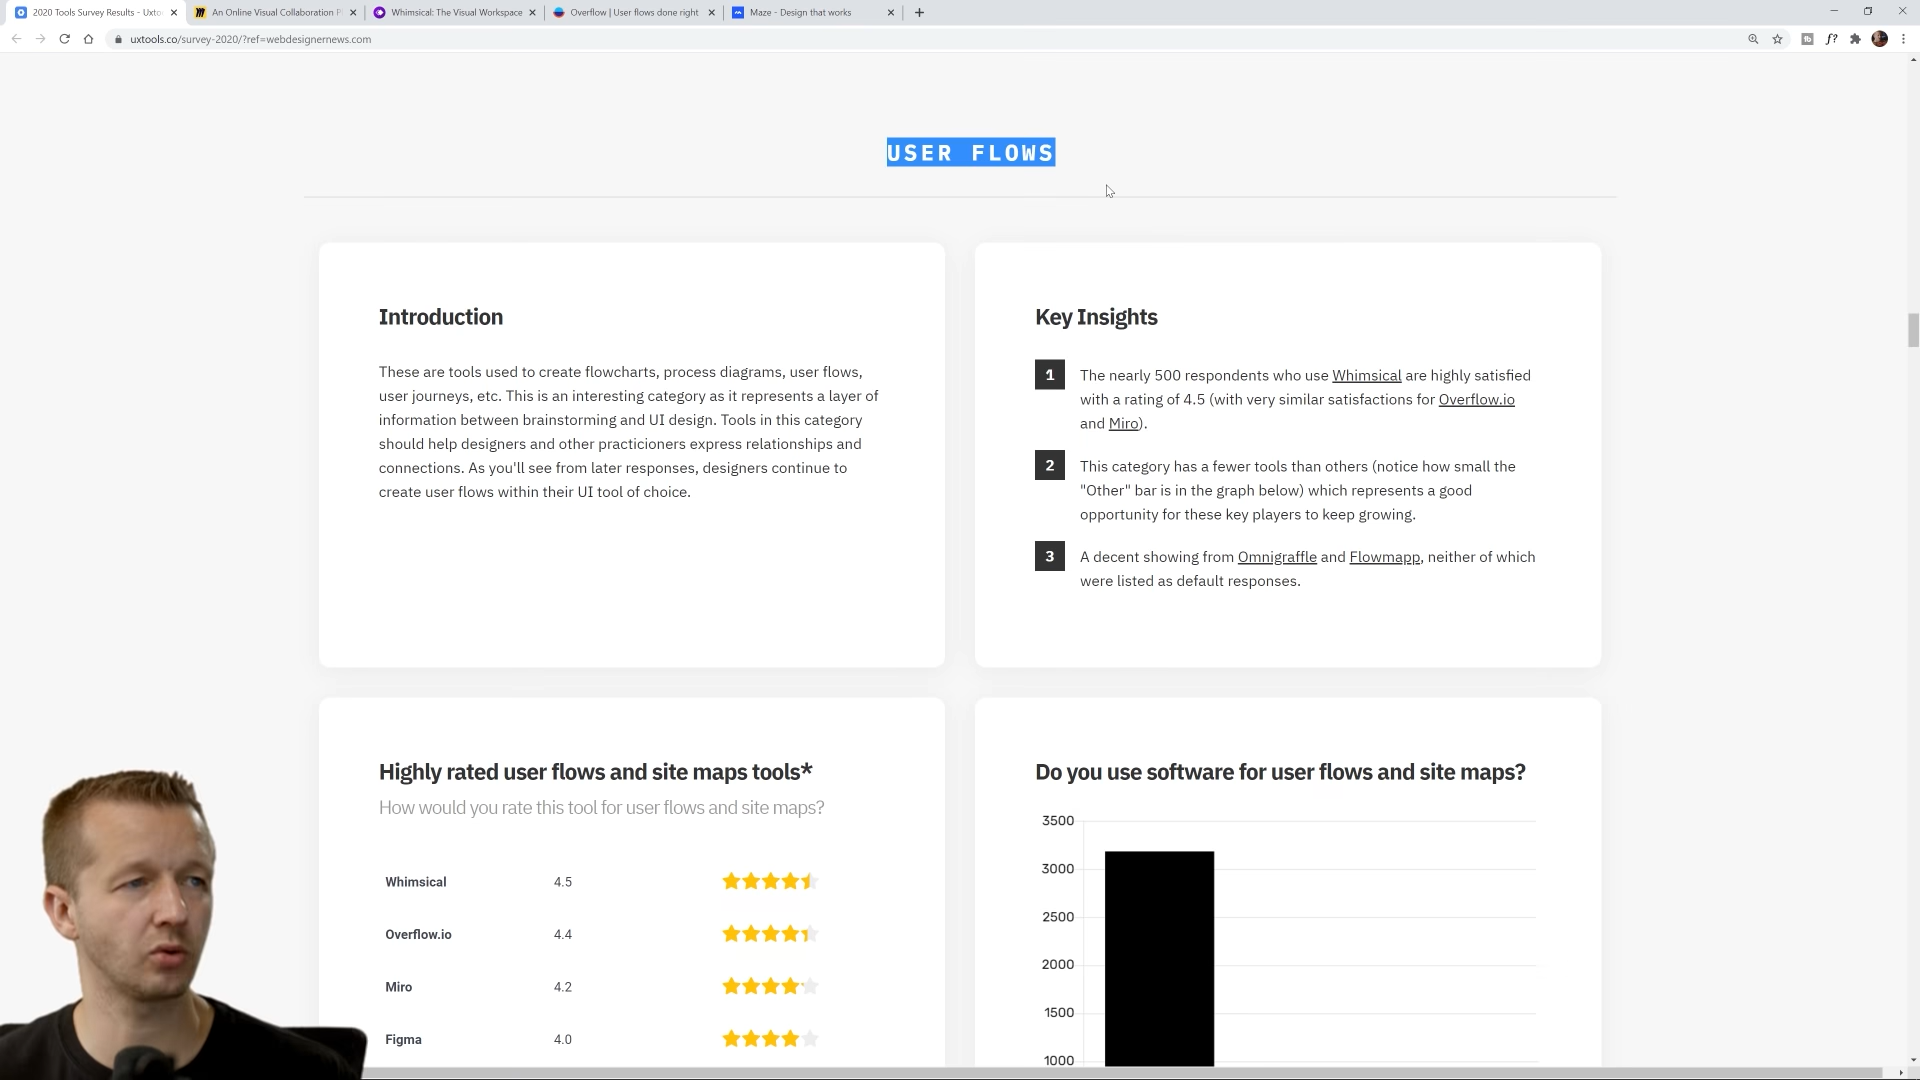 2020 Tools Survey Results - Uxto
An Online Visual Collaboration P
Whimsical: The Visual Workspace
Overflow | User flows done right
Maze - Design that works
uxtools.co/survey-2020/?ref=webdesignernews.com
f?
USER FLOWS
Introduction
These are tools used to create flowcharts, process diagrams, user flows,
user journeys, etc. This is an interesting category as it represents a layer of
information between brainstorming and UI design. Tools in this category
should help designers and other practicioners express relationships and
connections. As you'll see from later responses, designers continue to
create user flows within their UI tool of choice.
Key Insights
1 The nearly 500 respondents who use Whimsical are highly satisfied
with a rating of 4.5 (with very similar satisfactions for Overflow.io
and Miro).
2 This category has a fewer tools than others (notice how small the
"Other" bar is in the graph below) which represents a good
opportunity for these key players to keep growing.
3 A decent showing from Omnigraffle and Flowmapp, neither of which
were listed as default responses.
Highly rated user flows and site maps tools*
How would you rate this tool for user flows and site maps?
Whimsical 4.5
Overflow.io 4.4
Miro 4.2
Figma 4.0
Do you use software for user flows and site maps?
3500
3000
2500
2000
1500
1000